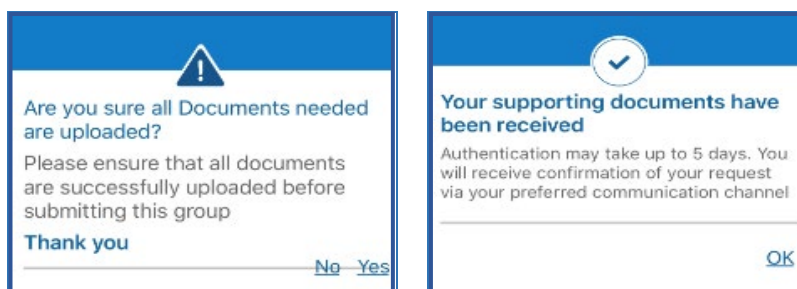 Are you sure all Documents needed
are uploaded?
Please ensure that all documents
are successfully uploaded before
submitting this group
Thank you
No Yes
Your supporting documents have
been received
Authentication may take up to 5 days. You
will receive confirmation of your request
via your preferred communication channel
OK